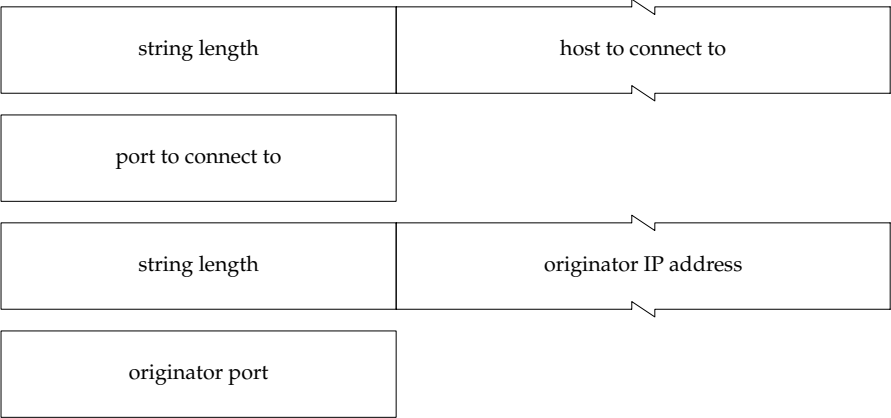 string length
host to connect to
port to connect to
string length
originator IP address
originator port